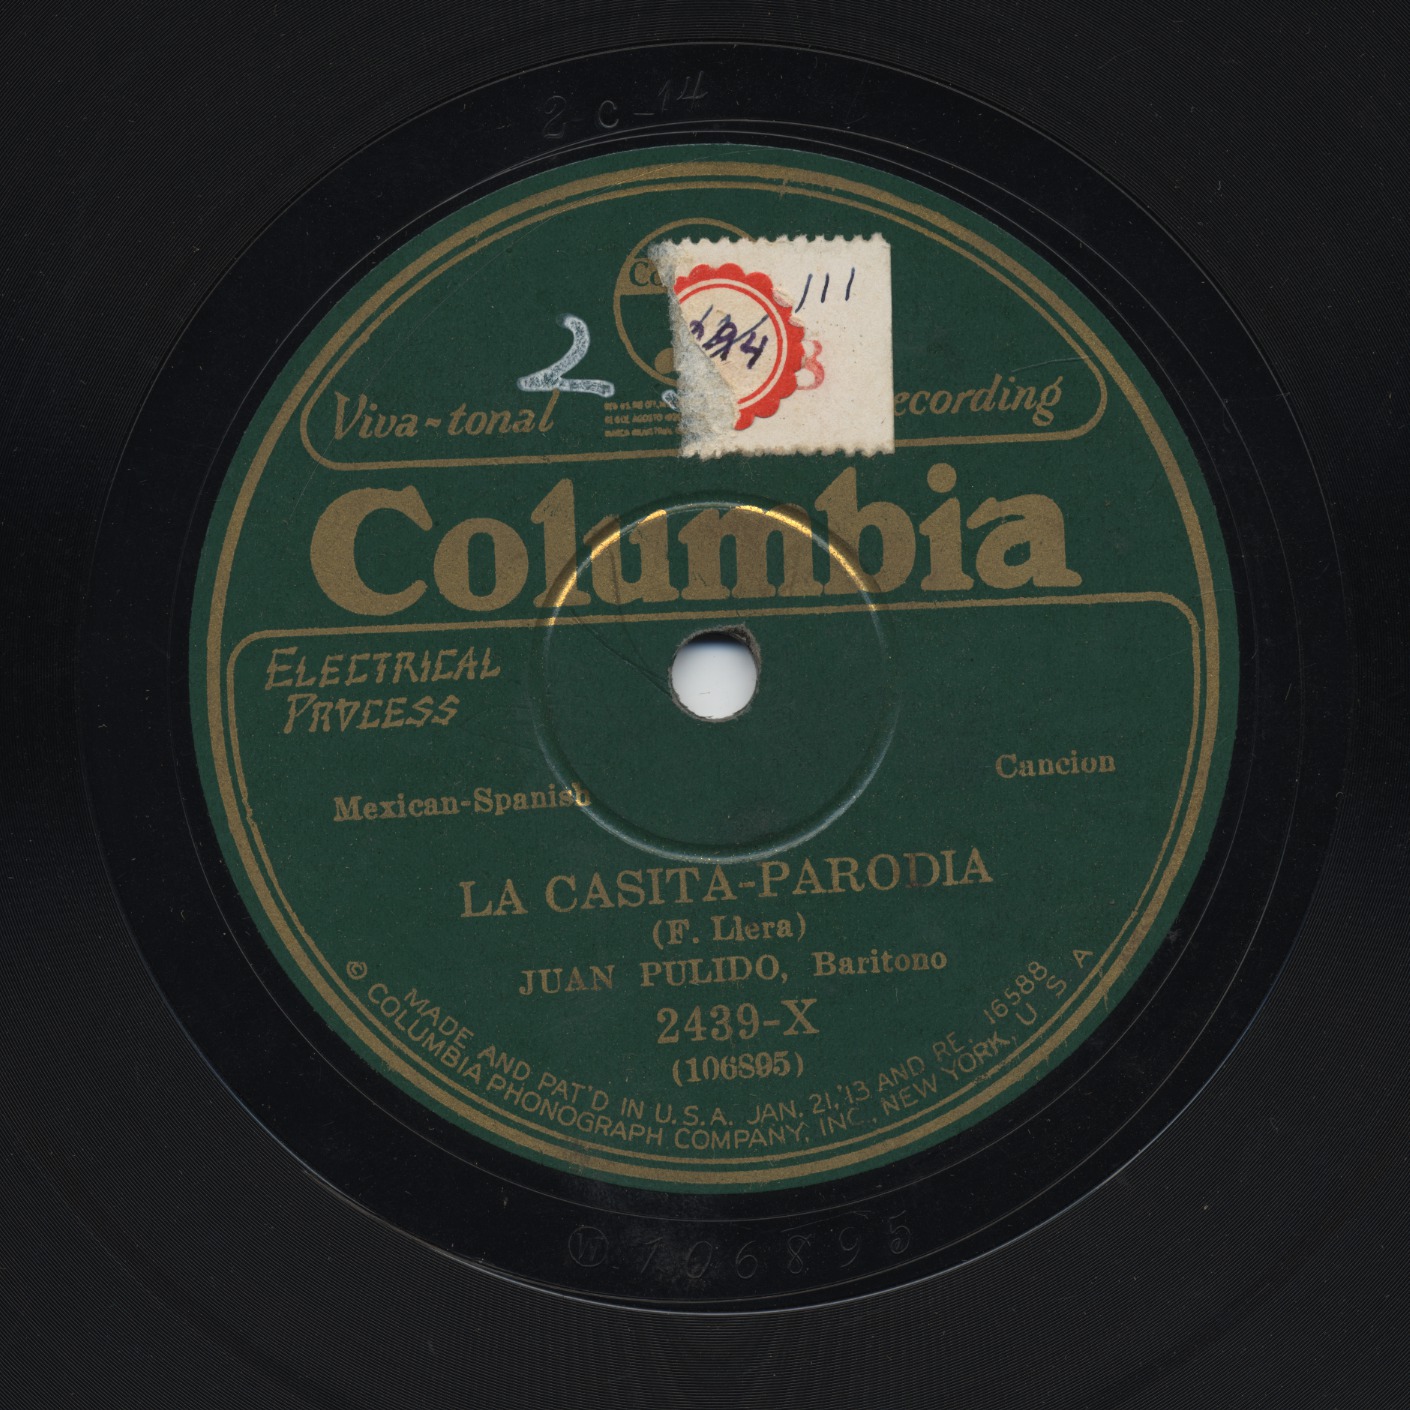 2-C-14
Co
111
2
Viva-tonal
ecording
Columbia
ELECTRICAL
PROCESS
Cancion
Mexican-Spanish
LA CASITA-PARODIA
(F. Llera)
JUAN PULIDO, Baritono
2439-X
(106895)
MADE AND PAT'D IN U.S.A. JAN. 21,'13 AND RE. 16588
© COLUMBIA PHONOGRAPH COMPANY, INC., NEW YORK, U. S A
W 106895